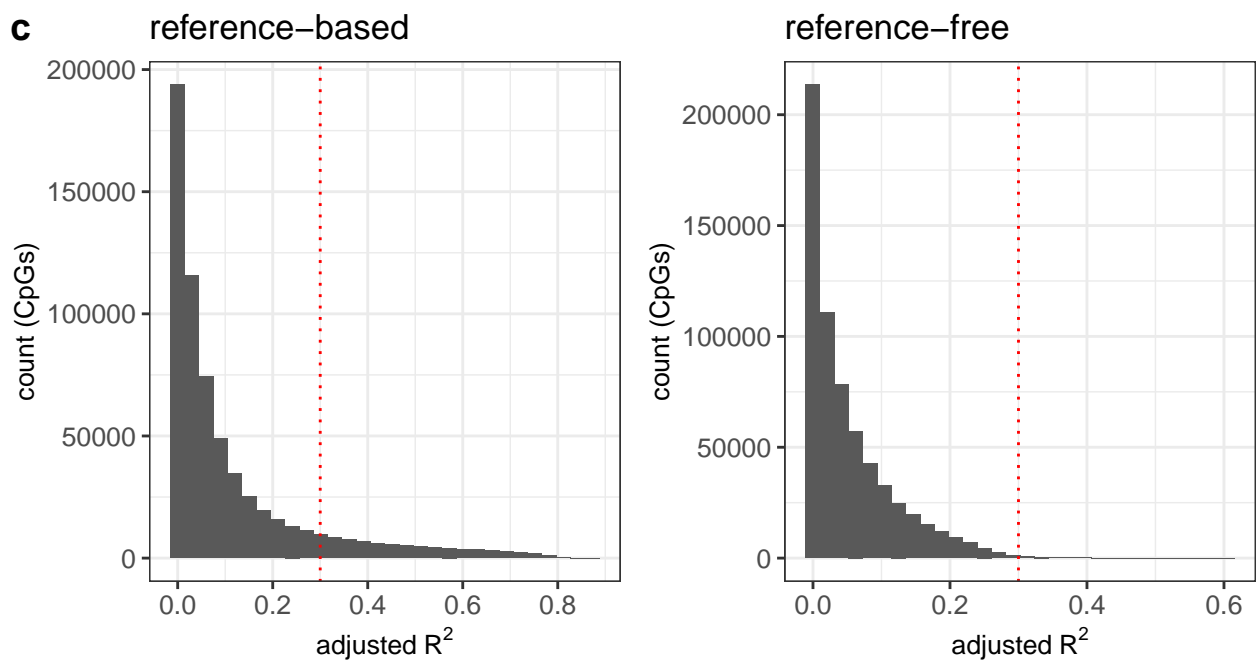 c
reference−based
200000
150000
100000
50000
0
count (CpGs)
0.0 0.2 0.4 0.6 0.8
adjusted R²
reference−free
200000
150000
100000
50000
0
count (CpGs)
0.0 0.2 0.4 0.6
adjusted R²